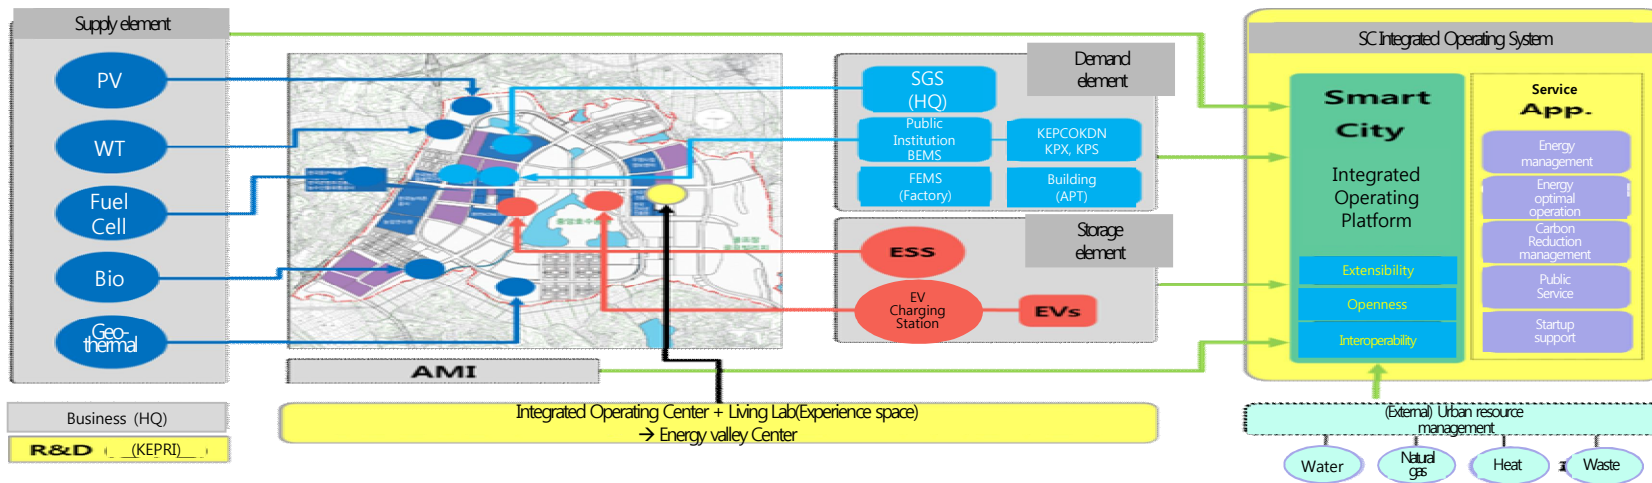 Supply element
PV
WT
Fuel
Cell
Bio
Geo-
thermal
Business (HQ)
R&D (KEPRI)
AMI
Integrated Operating Center + Living Lab(Experience space)
→ Energy valley Center
Demand
element
SGS
(HQ)
Public
Institution
BEMS
KEPCOKDN
KPX, KPS
FEMS
(Factory)
Building
(APT)
Storage
element
ESS
EV
Charging
Station
EVs
SC Integrated Operating System
Smart
City
Integrated
Operating
Platform
Extensibility
Openness
Interoperability
Service
App.
Energy
management
Energy
optimal
operation
Carbon
Reduction
management
Public
Service
Startup
support
(External) Urban resource
management
Water
Natural
gas
Heat
Waste